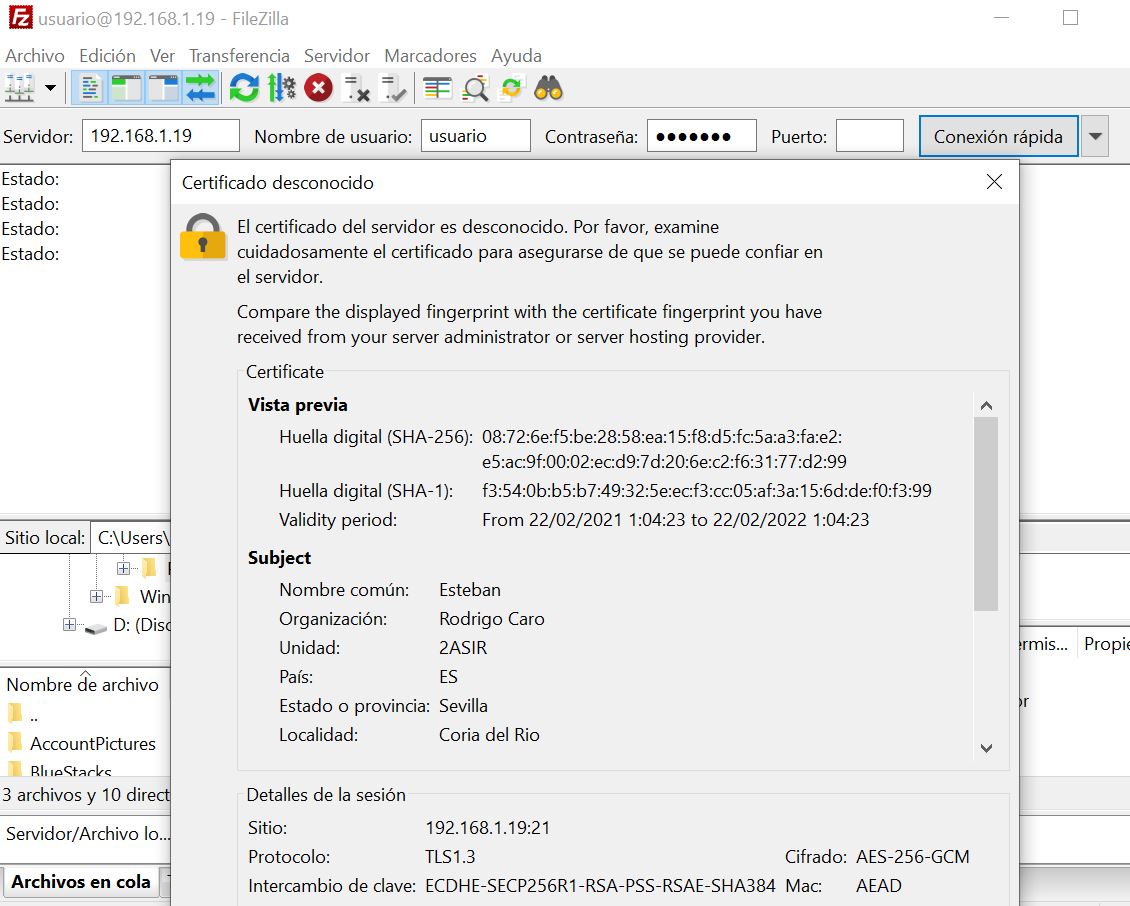 usuario@192.168.1.19 - FileZilla
Archivo Edición Ver Transferencia Servidor Marcadores Ayuda
Servidor: 192.168.1.19 Nombre de usuario: usuario Contraseña: ●●●●●●● Puerto: Conexión rápida
Estado:
Estado:
Estado:
Estado:
Certificado desconocido
El certificado del servidor es desconocido. Por favor, examine
cuidadosamente el certificado para asegurarse de que se puede confiar en
el servidor.
Compare the displayed fingerprint with the certificate fingerprint you have
received from your server administrator or server hosting provider.
Certificate
Vista previa
Huella digital (SHA-256): 08:72:6e:f5:be:28:58:ea:15:f8:d5:fc:5a:a3:fa:e2:
e5:ac:9f:00:02:ec:d9:7d:20:6e:c2:f6:31:77:d2:99
Huella digital (SHA-1): f3:54:0b:b5:b7:49:32:5e:ec:f3:cc:05:af:3a:15:6d:de:f0:f3:99
Validity period: From 22/02/2021 1:04:23 to 22/02/2022 1:04:23
Subject
Nombre común: Esteban
Organización: Rodrigo Caro
Unidad: 2ASIR
País: ES
Estado o provincia: Sevilla
Localidad: Coria del Rio
Detalles de la sesión
Sitio: 192.168.1.19:21
Protocolo: TLS1.3 Cifrado: AES-256-GCM
Intercambio de clave: ECDHE-SECP256R1-RSA-PSS-RSAE-SHA384 Mac: AEAD
Sitio local: C:\Users\
Win
D: (Disc
Nombre de archivo
..
AccountPictures
BlueStacks
3 archivos y 10 direct
Servidor/Archivo lo...
Archivos en cola
ermis... Propie
or